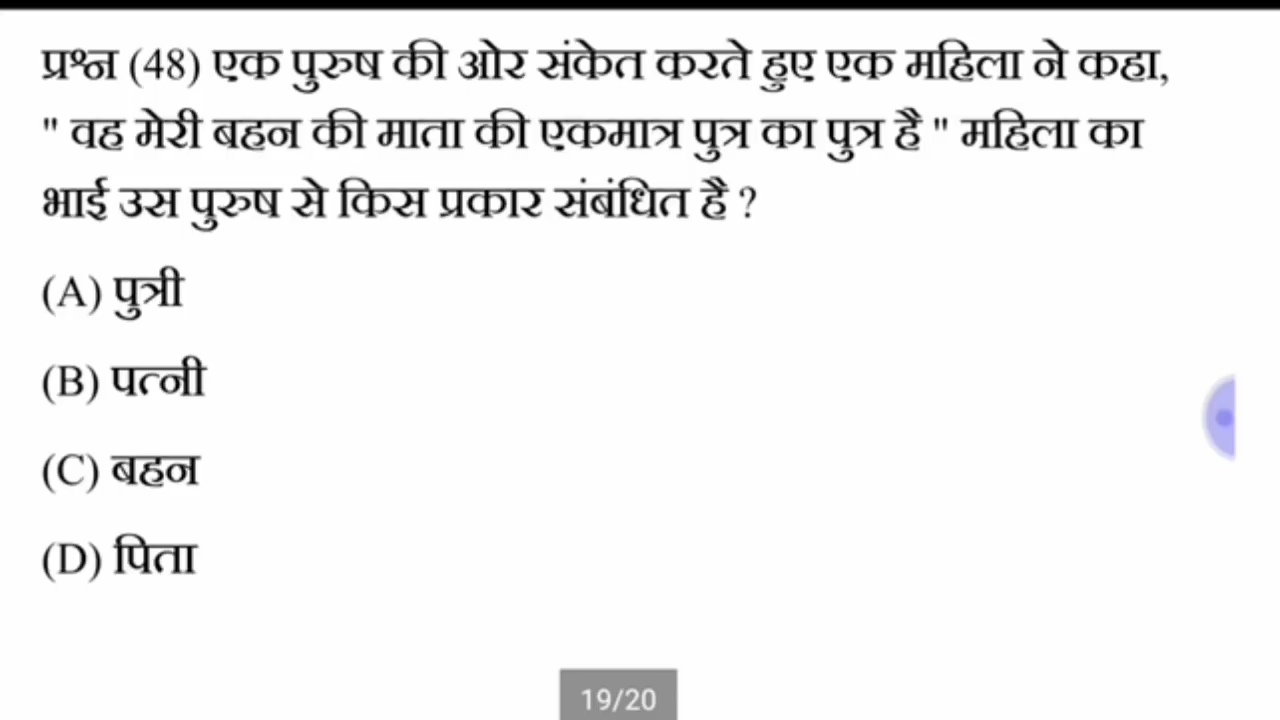 प्रश्न (48) एक पुरुष की ओर संकेत करते हुए एक महिला ने कहा,
" वह मेरी बहन की माता की एकमात्र पुत्र का पुत्र है " महिला का
भाई उस पुरुष से किस प्रकार संबंधित है ?
(A) पुत्री
(B) पत्नी
(C) बहन
(D) पिता
19/20